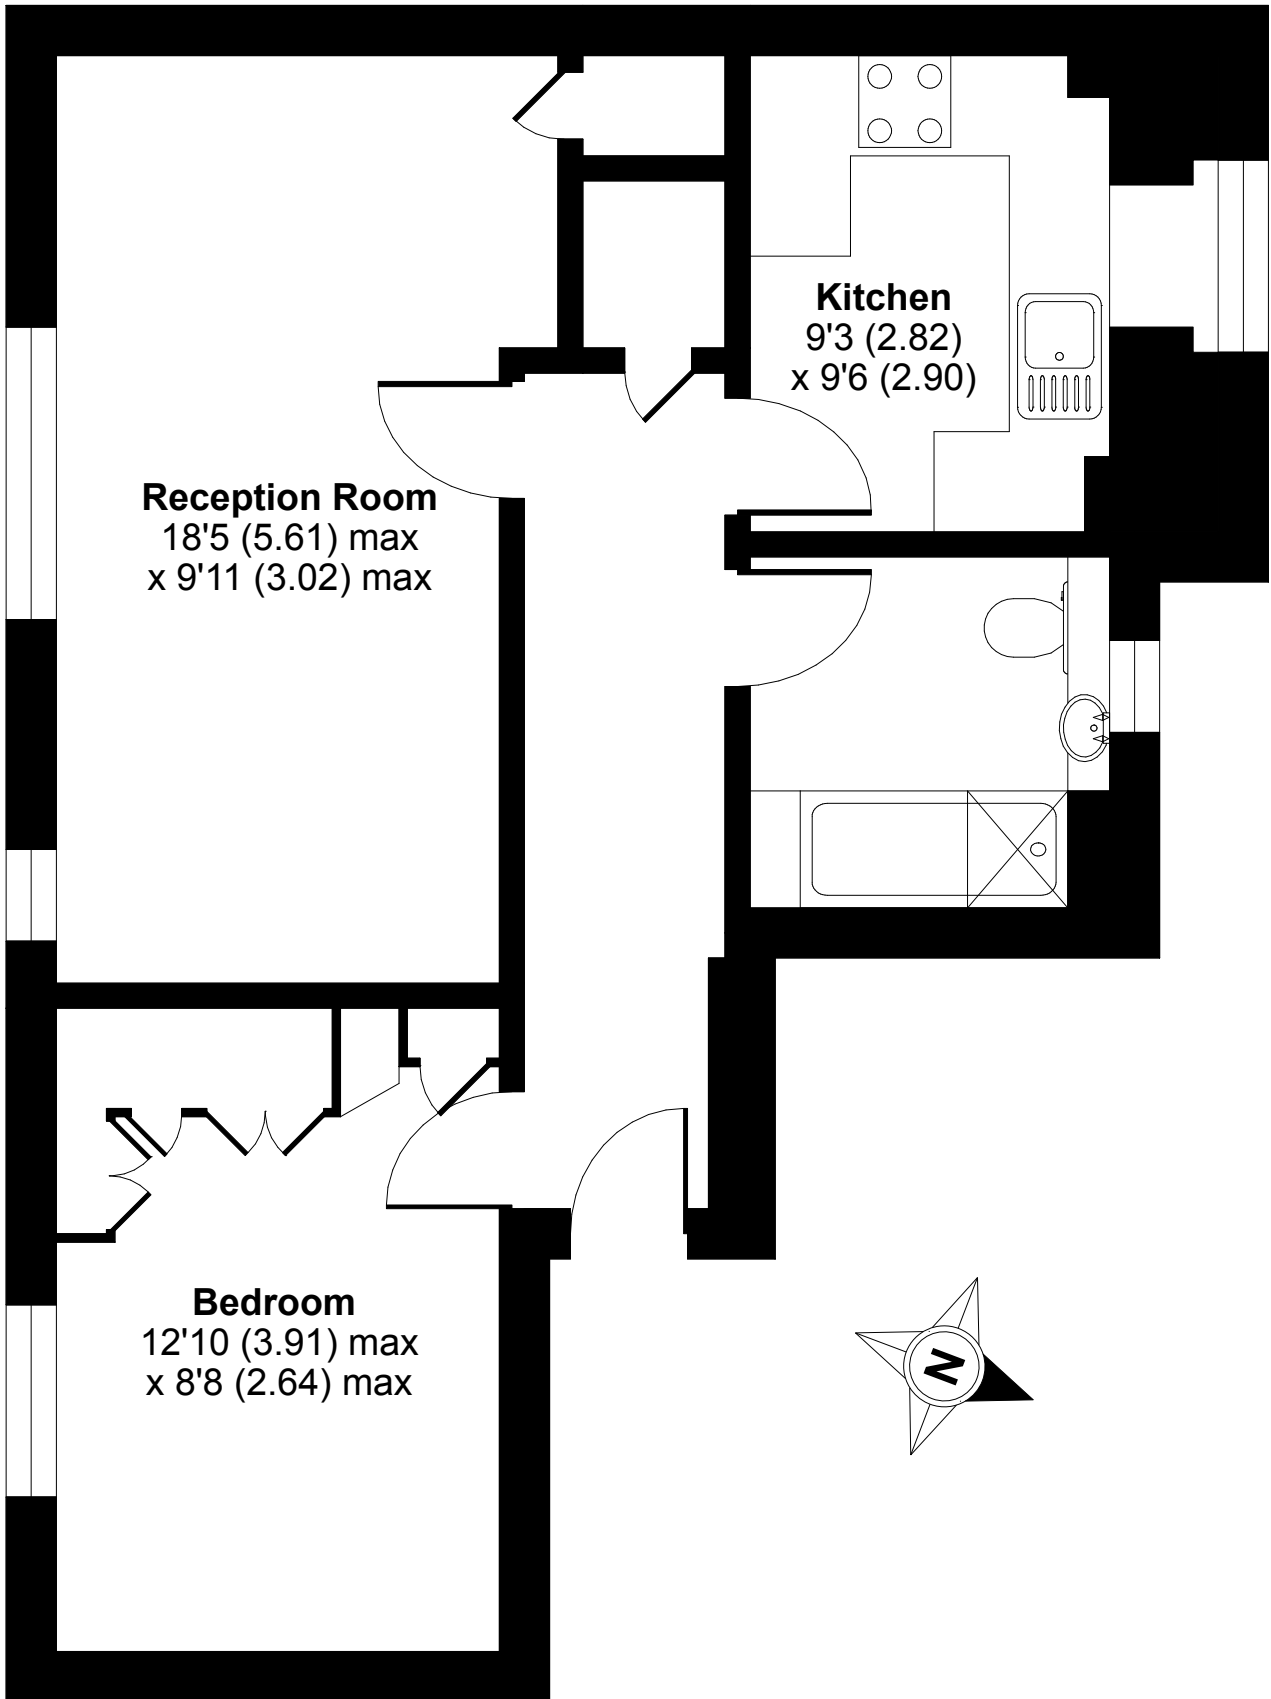 Kitchen
9'3 (2.82)
x 9'6 (2.90)
Reception Room
18'5 (5.61) max
x 9'11 (3.02) max
Bedroom
12'10 (3.91) max
x 8'8 (2.64) max
N